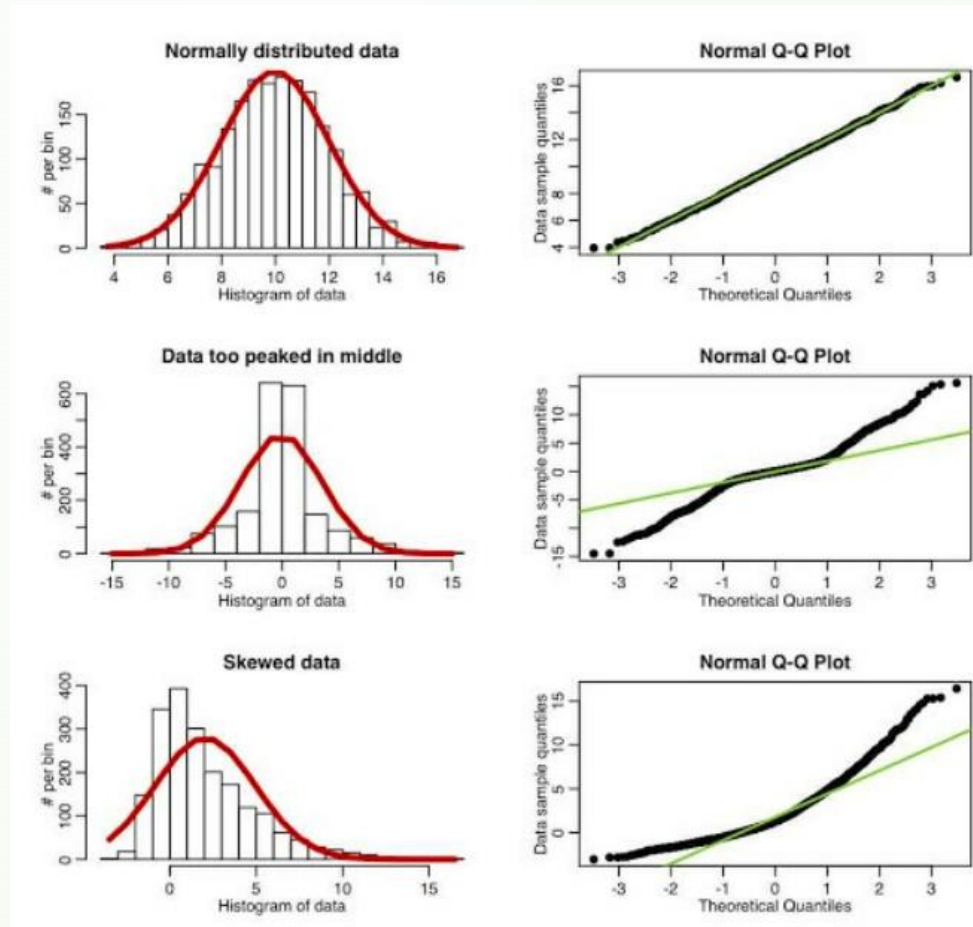 Normally distributed data
# per bin
150
100
50
0
4 6 8 10 12 14 16
Histogram of data
Normal Q-Q Plot
Data sample quantiles
16
12
8
6
4
-3 -2 -1 0 1 2 3
Theoretical Quantiles
Data too peaked in middle
# per bin
600
400
200
0
-15 -10 -5 0 5 10 15
Histogram of data
Normal Q-Q Plot
Data sample quantiles
10
5
0
-5
-15
-3 -2 -1 0 1 2 3
Theoretical Quantiles
Skewed data
# per bin
400
300
200
100
0
0 5 10 15
Histogram of data
Normal Q-Q Plot
Data sample quantiles
15
10
5
0
-3 -2 -1 0 1 2 3
Theoretical Quantiles